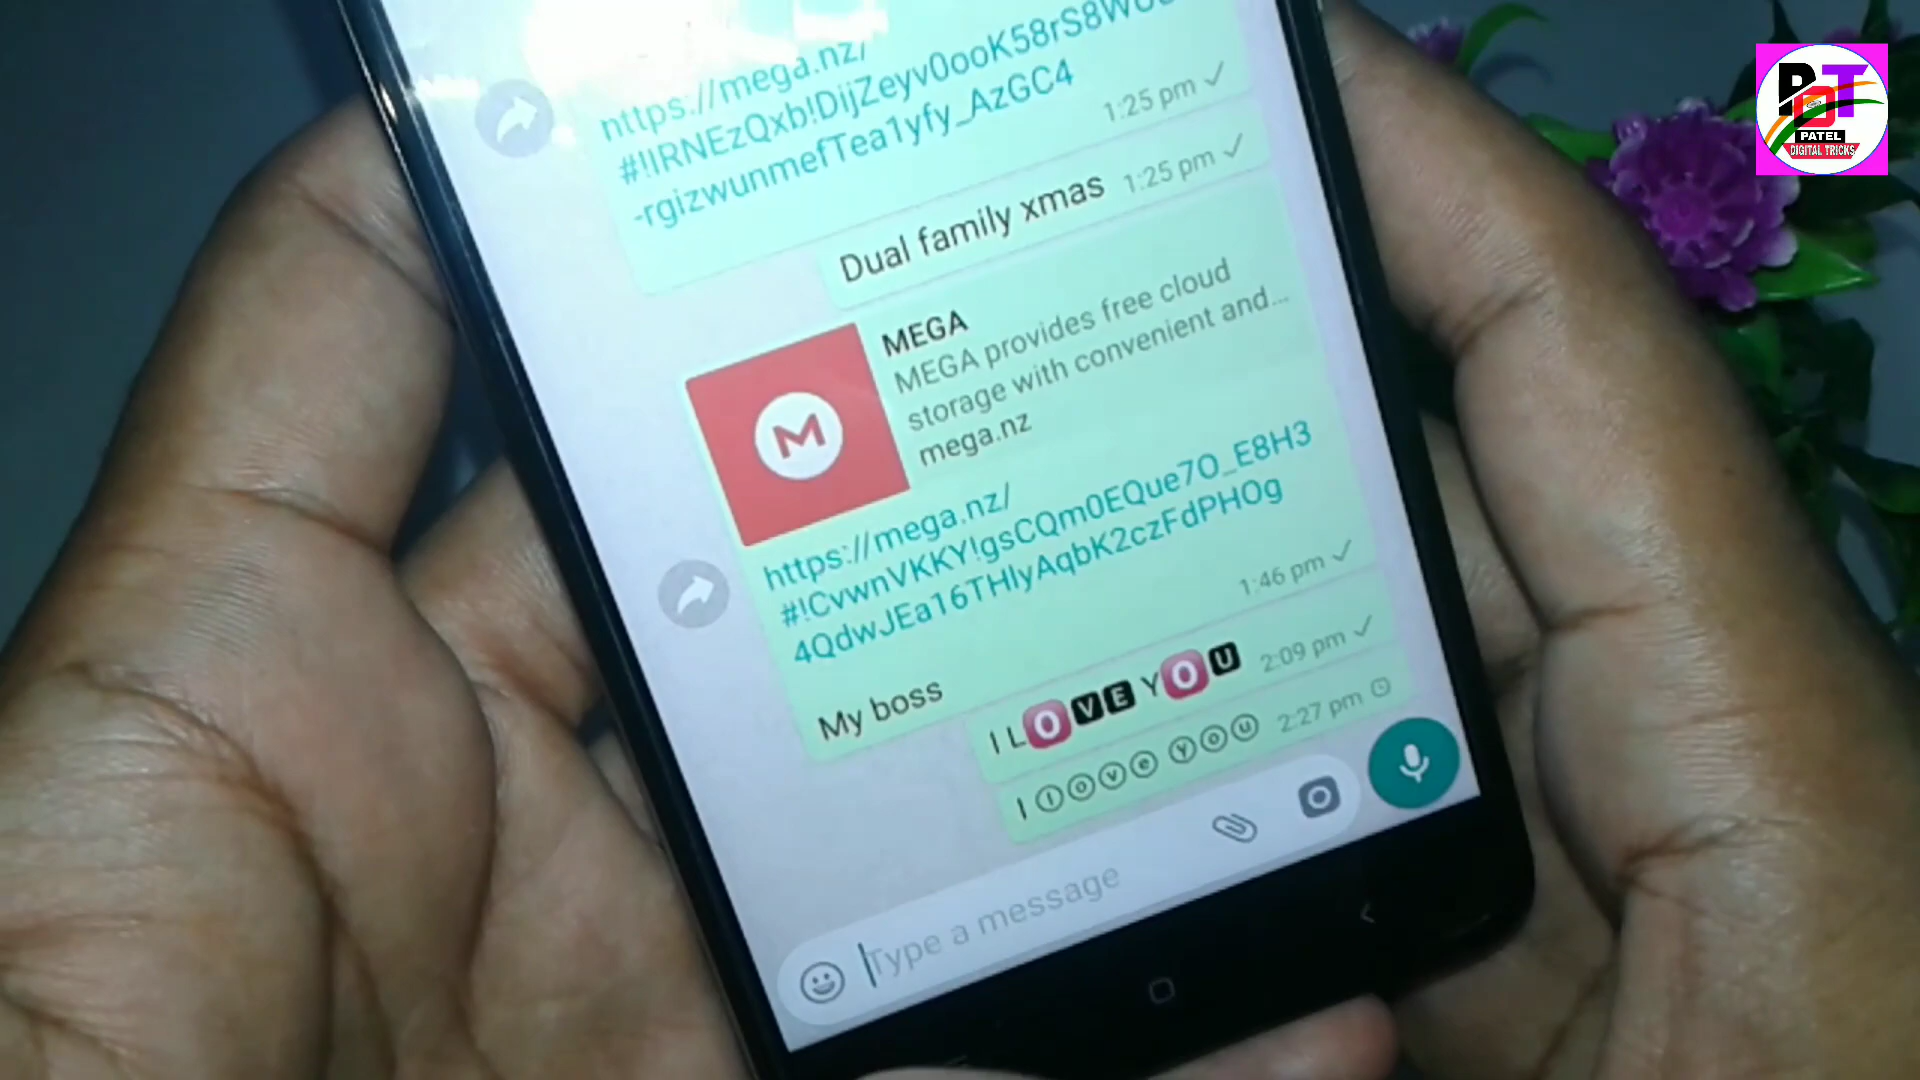 https://mega.nz/
#!IRNEzQxb!DijZeyv0ooK58rS8W
-rgizwunmefTea1yfy_AzGC4
1:25 pm
Dual family xmas 1:25 pm
MEGA
MEGA provides free cloud
storage with convenient and...
mega.nz
https://mega.nz/
#!CvwnVKKY!gsCQm0EQue7O_E8H3
4QdwJEa16THlyAqbK2czFdPHOg
1:46 pm
My boss
I L🅾🆅🅴 Y🅾🆄 2:09 pm
I ⓛⓞⓥⓔ ⓨⓞⓤ 2:27 pm
Type a message
PDT
PATEL
DIGITAL TRICKS